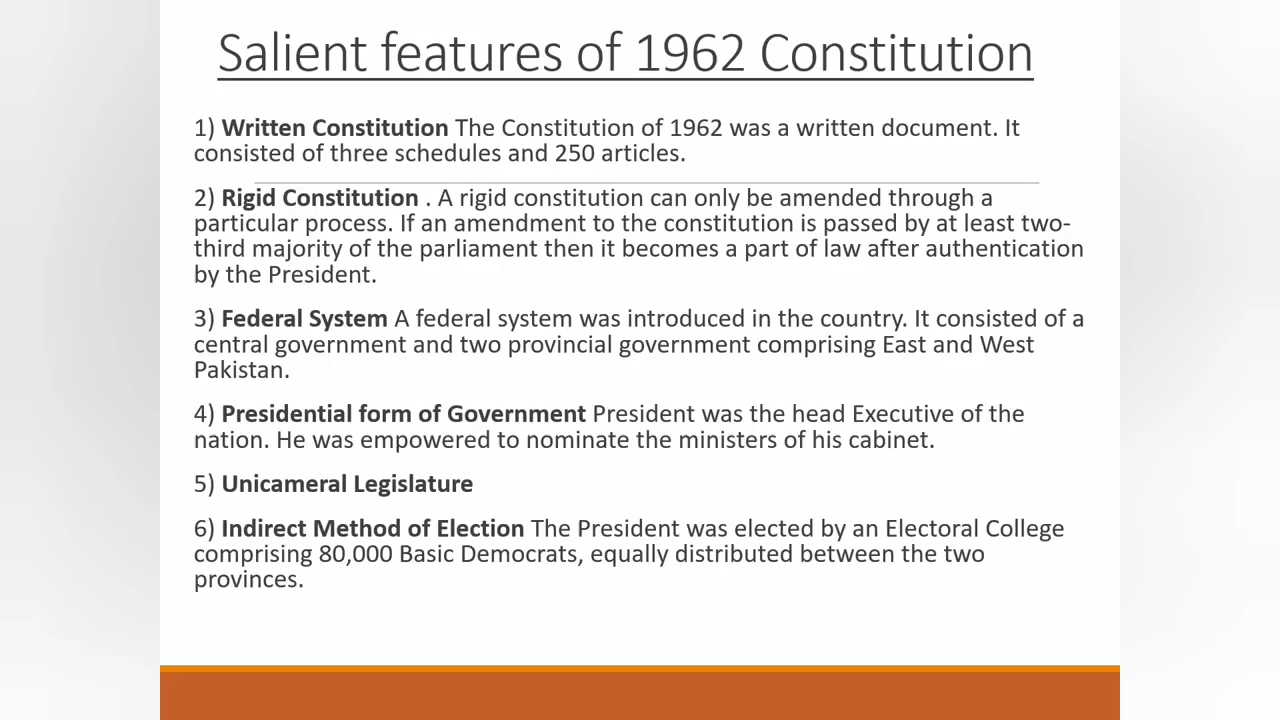 Salient features of 1962 Constitution
1) Written Constitution The Constitution of 1962 was a written document. It
consisted of three schedules and 250 articles.
2) Rigid Constitution . A rigid constitution can only be amended through a
particular process. If an amendment to the constitution is passed by at least two-
third majority of the parliament then it becomes a part of law after authentication
by the President.
3) Federal System A federal system was introduced in the country. It consisted of a
central government and two provincial government comprising East and West
Pakistan.
4) Presidential form of Government President was the head Executive of the
nation. He was empowered to nominate the ministers of his cabinet.
5) Unicameral Legislature
6) Indirect Method of Election The President was elected by an Electoral College
comprising 80,000 Basic Democrats, equally distributed between the two
provinces.